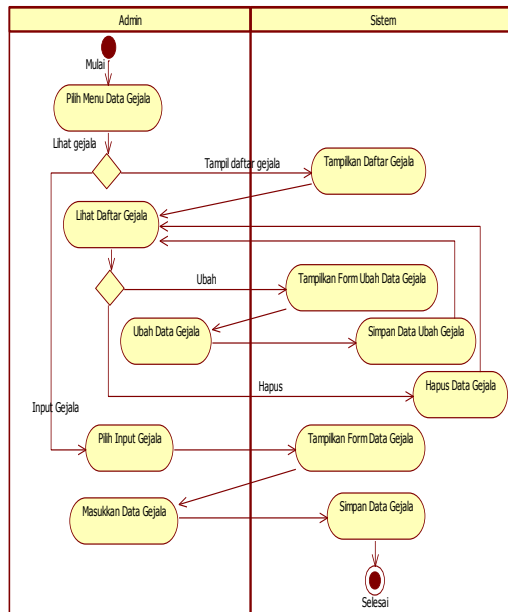 Admin
Sistem
Mulai
Pilih Menu Data Gejala
Lihat gejala
Tampil daftar gejala
Tampilkan Daftar Gejala
Lihat Daftar Gejala
Ubah
Tampilkan Form Ubah Data Gejala
Ubah Data Gejala
Simpan Data Ubah Gejala
Hapus
Hapus Data Gejala
Input Gejala
Pilih Input Gejala
Tampilkan Form Data Gejala
Masukkan Data Gejala
Simpan Data Gejala
Selesai